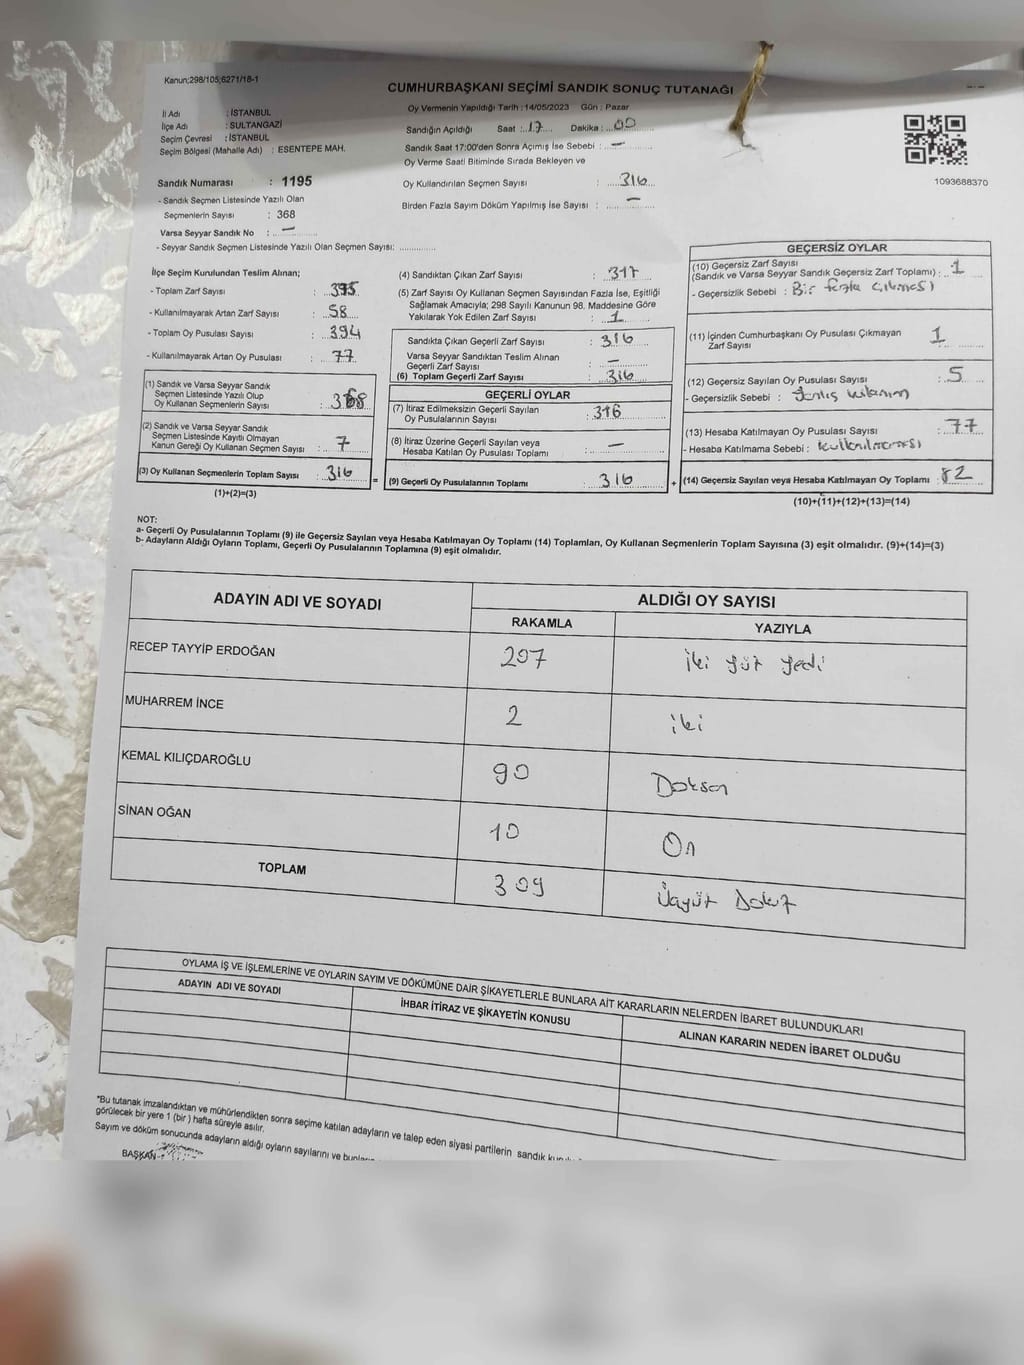 Kanun;298/105;6271/18-1
CUMHURBAŞKANI SEÇİMİ SANDIK SONUÇ TUTANAĞI
İl Adı : İSTANBUL
İlçe Adı : SULTANGAZİ
Seçim Çevresi : İSTANBUL
Seçim Bölgesi (Mahalle Adı) : ESENTEPE MAH.
Sandık Numarası : 1195
- Sandık Seçmen Listesinde Yazılı Olan
Seçmenlerin Sayısı : 368
Varsa Seyyar Sandık No : —
- Seyyar Sandık Seçmen Listesinde Yazılı Olan Seçmen Sayısı: ..............
Oy Vermenin Yapıldığı Tarih : 14/05/2023 Gün : Pazar
Sandığın Açıldığı Saat : 17 Dakika : 00
Sandık Saat 17:00'den Sonra Açımış İse Sebebi : —
Oy Verme Saati Bitiminde Sırada Bekleyen ve
Oy Kullandırılan Seçmen Sayısı : 316
Birden Fazla Sayım Döküm Yapılmış İse Sayısı : —
1093688370
İlçe Seçim Kurulundan Teslim Alınan;
- Toplam Zarf Sayısı : 395
- Kullanılmayarak Artan Zarf Sayısı : 58
- Toplam Oy Pusulası Sayısı : 394
- Kullanılmayarak Artan Oy Pusulası : 77
(1) Sandık ve Varsa Seyyar Sandık
Seçmen Listesinde Yazılı Olup
Oy Kullanan Seçmenlerin Sayısı :
(2) Sandık ve Varsa Seyyar Sandık
Seçmen Listesinde Kayıtlı Olmayan
Kanun Gereği Oy Kullanan Seçmen Sayısı : 7
(3) Oy Kullanan Seçmenlerin Toplam Sayısı : 316
(1)+(2)=(3)
(4) Sandıktan Çıkan Zarf Sayısı : 317
(5) Zarf Sayısı Oy Kullanan Seçmen Sayısından Fazla İse, Eşitliği
Sağlamak Amacıyla; 298 Sayılı Kanunun 98. Maddesine Göre
Yakılarak Yok Edilen Zarf Sayısı : 1
Sandıkta Çıkan Geçerli Zarf Sayısı : 316
Varsa Seyyar Sandıktan Teslim Alınan
Geçerli Zarf Sayısı : —
(6) Toplam Geçerli Zarf Sayısı : 316
GEÇERLİ OYLAR
(7) İtiraz Edilmeksizin Geçerli Sayılan
Oy Pusulalarının Sayısı : 316
(8) İtiraz Üzerine Geçerli Sayılan veya
Hesaba Katılan Oy Pusulası Toplamı : —
= (9) Geçerli Oy Pusulalarının Toplamı : 316 +
GEÇERSİZ OYLAR
(10) Geçersiz Zarf Sayısı
(Sandık ve Varsa Seyyar Sandık Geçersiz Zarf Toplamı) : 1
- Geçersizlik Sebebi : Bir fazla çıkması
(11) İçinden Cumhurbaşkanı Oy Pusulası Çıkmayan
Zarf Sayısı 1
(12) Geçersiz Sayılan Oy Pusulası Sayısı : 5
- Geçersizlik Sebebi : Yanlış kullanım
(13) Hesaba Katılmayan Oy Pusulası Sayısı : 77
- Hesaba Katılmama Sebebi : kullanılmaması
(14) Geçersiz Sayılan veya Hesaba Katılmayan Oy Toplamı : 82
(10)+(11)+(12)+(13)=(14)
NOT:
a- Geçerli Oy Pusulalarının Toplamı (9) ile Geçersiz Sayılan veya Hesaba Katılmayan Oy Toplamı (14) Toplamları, Oy Kullanan Seçmenlerin Toplam Sayısına (3) eşit olmalıdır. (9)+(14)=(3)
b- Adayların Aldığı Oyların Toplamı, Geçerli Oy Pusulalarının Toplamına (9) eşit olmalıdır.
ADAYIN ADI VE SOYADI ALDIĞI OY SAYISI
RAKAMLA YAZIYLA
RECEP TAYYİP ERDOĞAN 207 iki yüz yedi
MUHARREM İNCE 2 iki
KEMAL KILIÇDAROĞLU 90 Doksan
SİNAN OĞAN 10 On
TOPLAM 309 Üçyüz Dokuz
OYLAMA İŞ VE İŞLEMLERİNE VE OYLARIN SAYIM VE DÖKÜMÜNE DAİR ŞİKAYETLERLE BUNLARA AİT KARARLARIN NELERDEN İBARET BULUNDUKLARI
ADAYIN ADI VE SOYADI İHBAR İTİRAZ VE ŞİKAYETİN KONUSU ALINAN KARARIN NEDEN İBARET OLDUĞU
*Bu tutanak imzalandıktan ve mühürlendikten sonra seçime katılan adayların ve talep eden siyasi partilerin sandık
görülecek bir yere 1 (bir) hafta süreyle asılır.
Sayım ve döküm sonucunda adayların aldığı oyların sayılarını ve
BAŞKAN